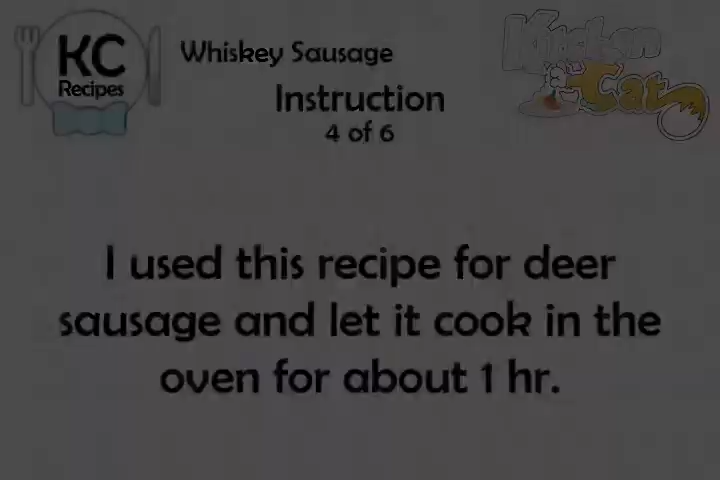 KC
Recipes
Whiskey Sausage
Instruction
4 of 6
Kitchen
Cat
I used this recipe for deer
sausage and let it cook in the
oven for about 1 hr.